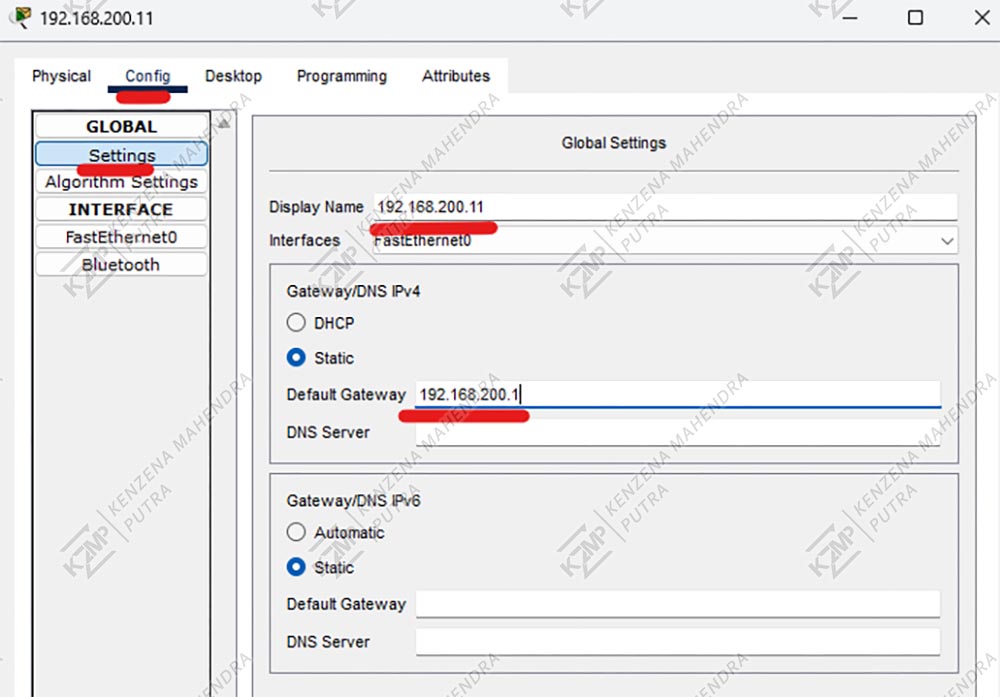 192.168.200.11
Physical Config Desktop Programming Attributes
GLOBAL
Settings
Algorithm Settings
INTERFACE
FastEthernet0
Bluetooth
Global Settings
Display Name 192.168.200.11
Interfaces FastEthernet0
Gateway/DNS IPv4
DHCP
Static
Default Gateway 192.168.200.1
DNS Server
Gateway/DNS IPv6
Automatic
Static
Default Gateway
DNS Server
KZMP KENZENA MAHENDRA
PUTRA